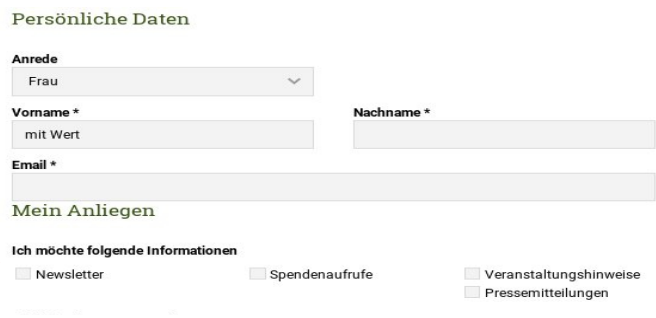 Persönliche Daten
Anrede
Frau
Vorname * Nachname *
mit Wert
Email *
Mein Anliegen
Ich möchte folgende Informationen
Newsletter Spendenaufrufe Veranstaltungshinweise
Pressemitteilungen